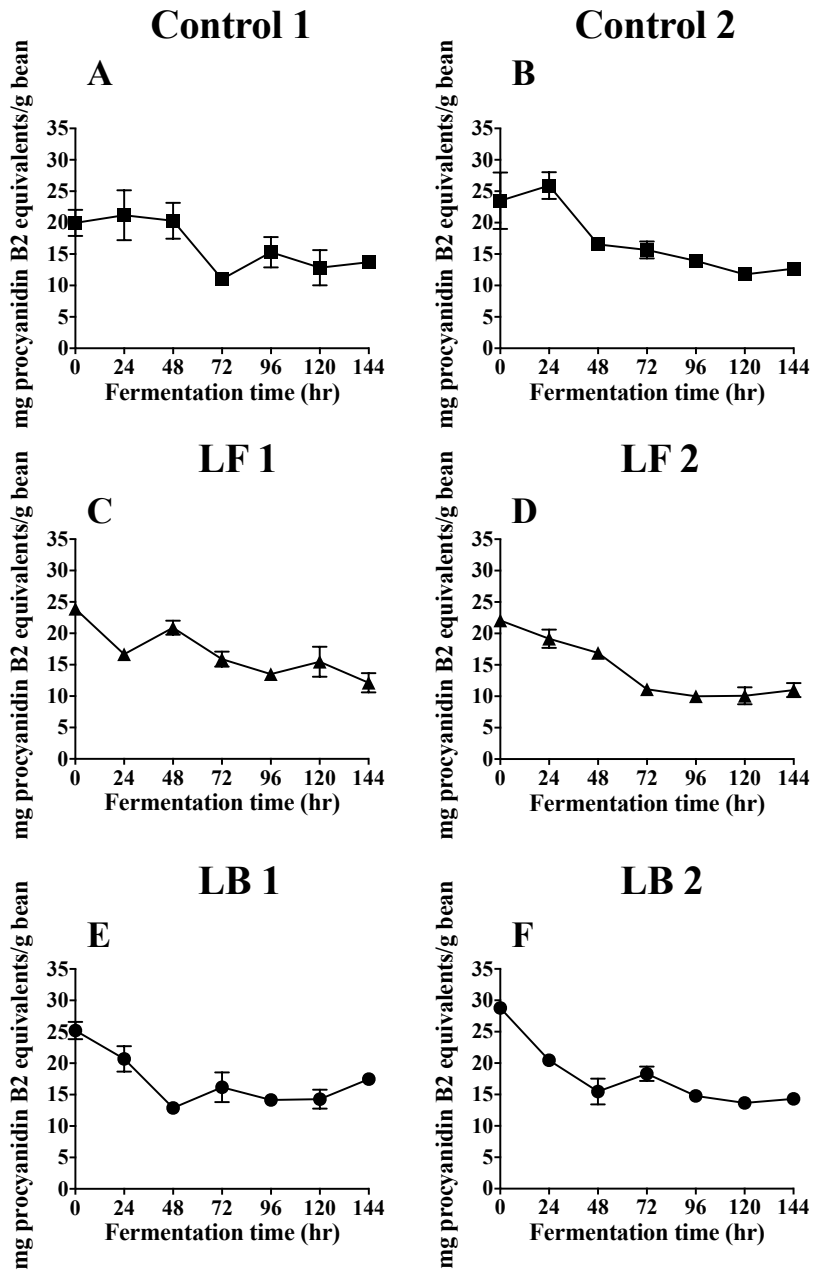 Control 1
A
mg procyanidin B2 equivalents/g bean
35
30
25
20
15
10
5
0
0 24 48 72 96 120 144
Fermentation time (hr)
Control 2
B
mg procyanidin B2 equivalents/g bean
35
30
25
20
15
10
5
0
0 24 48 72 96 120 144
Fermentation time (hr)
LF 1
C
mg procyanidin B2 equivalents/g bean
35
30
25
20
15
10
5
0
0 24 48 72 96 120 144
Fermentation time (hr)
LF 2
D
mg procyanidin B2 equivalents/g bean
35
30
25
20
15
10
5
0
0 24 48 72 96 120 144
Fermentation time (hr)
LB 1
E
mg procyanidin B2 equivalents/g bean
35
30
25
20
15
10
5
0
0 24 48 72 96 120 144
Fermentation time (hr)
LB 2
F
mg procyanidin B2 equivalents/g bean
35
30
25
20
15
10
5
0
0 24 48 72 96 120 144
Fermentation time (hr)